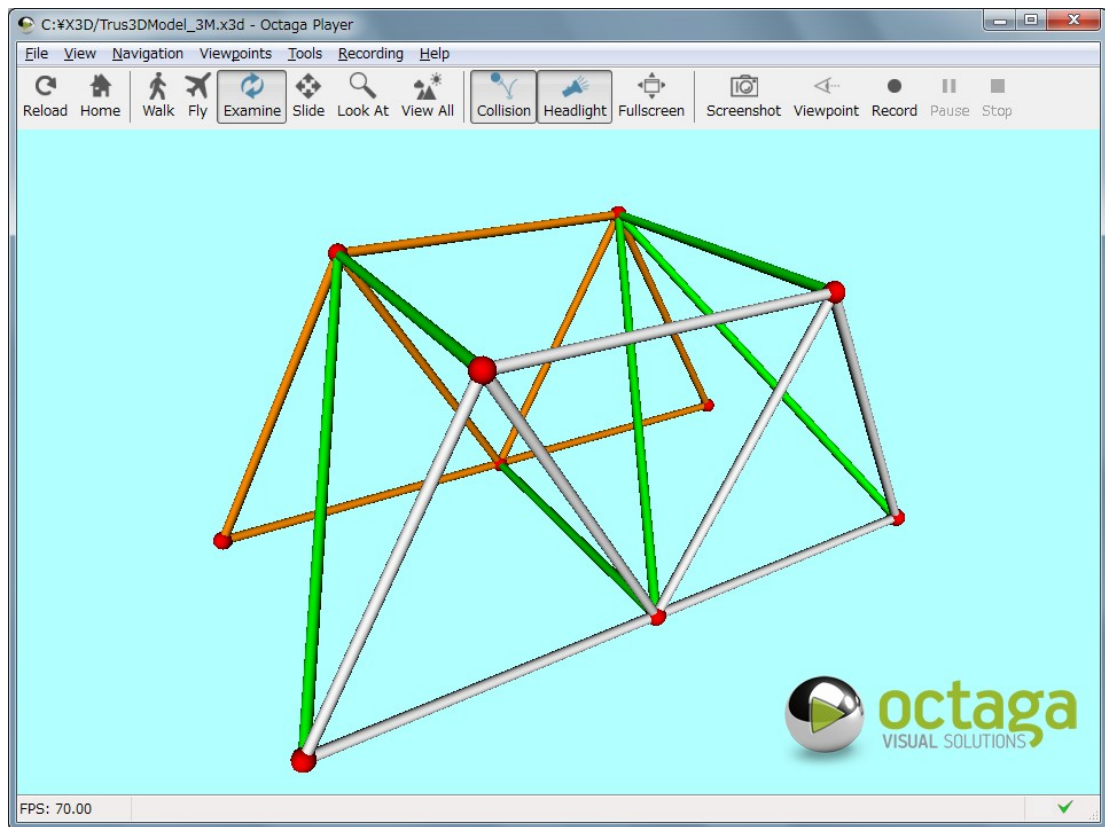 C:¥X3D/Trus3DModel_3M.x3d - Octaga Player
File View Navigation Viewpoints Tools Recording Help
Reload Home Walk Fly Examine Slide Look At View All Collision Headlight Fullscreen Screenshot Viewpoint Record Pause Stop
octaga
VISUAL SOLUTIONS
FPS: 70.00